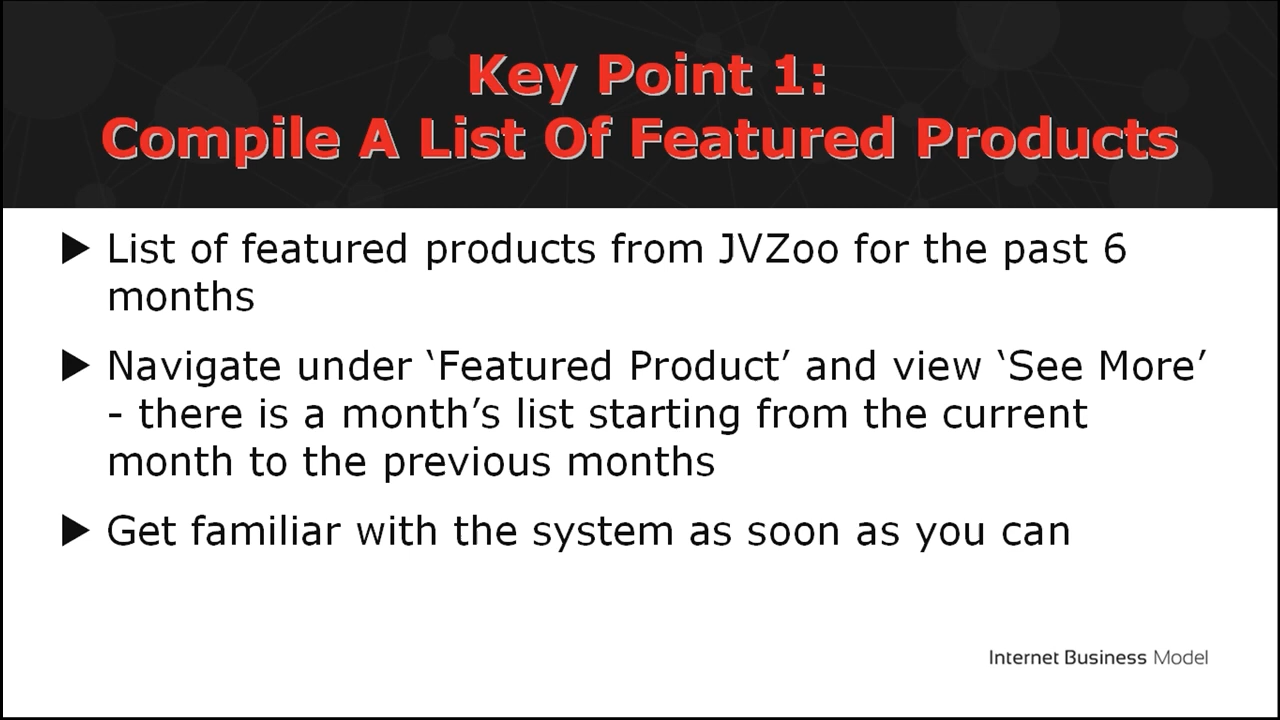 Key Point 1:
Compile A List Of Featured Products
▶ List of featured products from JVZoo for the past 6
months
▶ Navigate under ‘Featured Product’ and view ‘See More’
- there is a month’s list starting from the current
month to the previous months
▶ Get familiar with the system as soon as you can
Internet Business Model